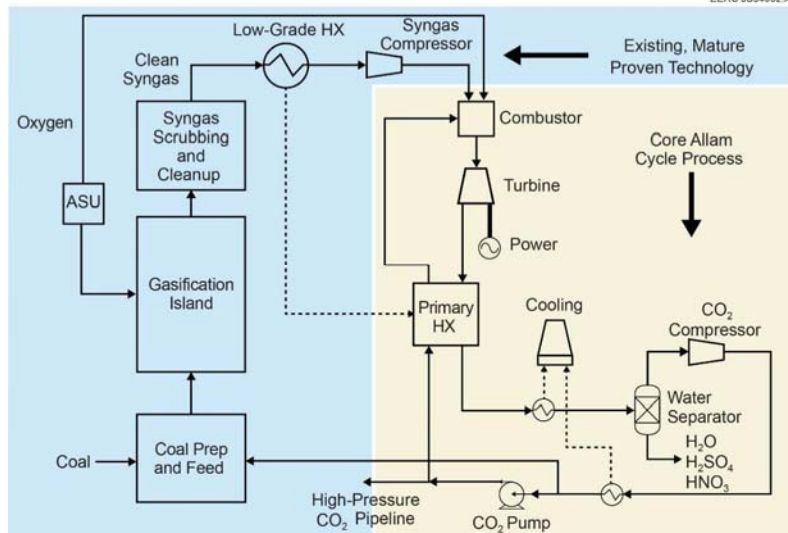 Low-Grade HX
Syngas
Compressor
Existing, Mature
Proven Technology
Clean
Syngas
Oxygen
Syngas
Scrubbing
and
Cleanup
Combustor
Core Allam
Cycle Process
ASU
Turbine
Power
Gasification
Island
Primary
HX
Cooling
CO₂
Compressor
Water
Separator
H₂O
H₂SO₄
HNO₃
Coal
Coal Prep
and Feed
High-Pressure
CO₂ Pipeline
CO₂ Pump